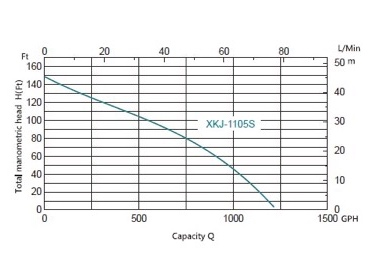 0 20 40 60 80 L/Min
Ft
50 m
160
140
40
120
100
XKJ-1105S
30
80
20
60
40
10
20
0
0
0 500 1000 1500 GPH
Total manometric head H(Ft)
Capacity Q